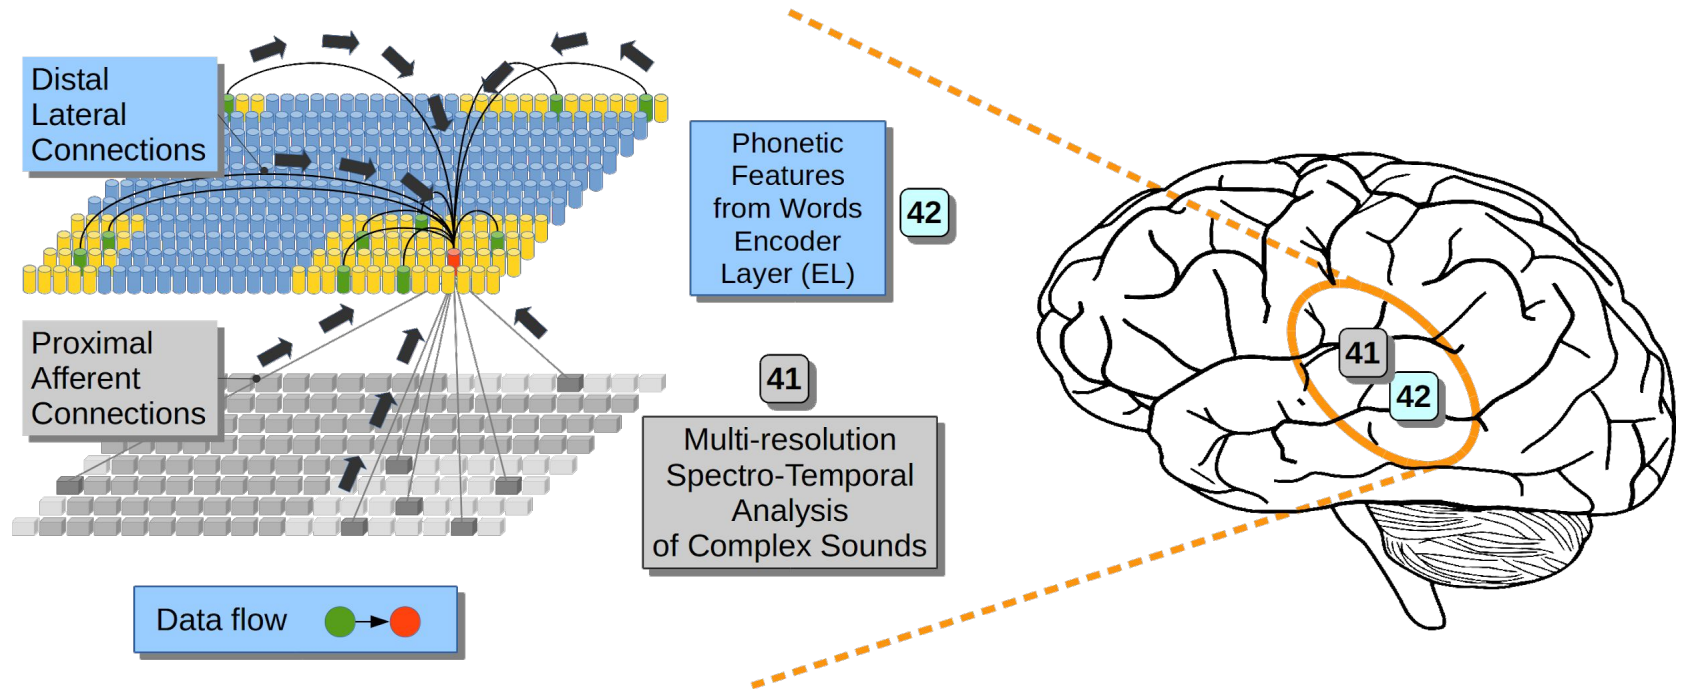 Distal
Lateral
Connections
Phonetic
Features
from Words
Encoder
Layer (EL)
42
Proximal
Afferent
Connections
41
Multi-resolution
Spectro-Temporal
Analysis
of Complex Sounds
Data flow
41
42